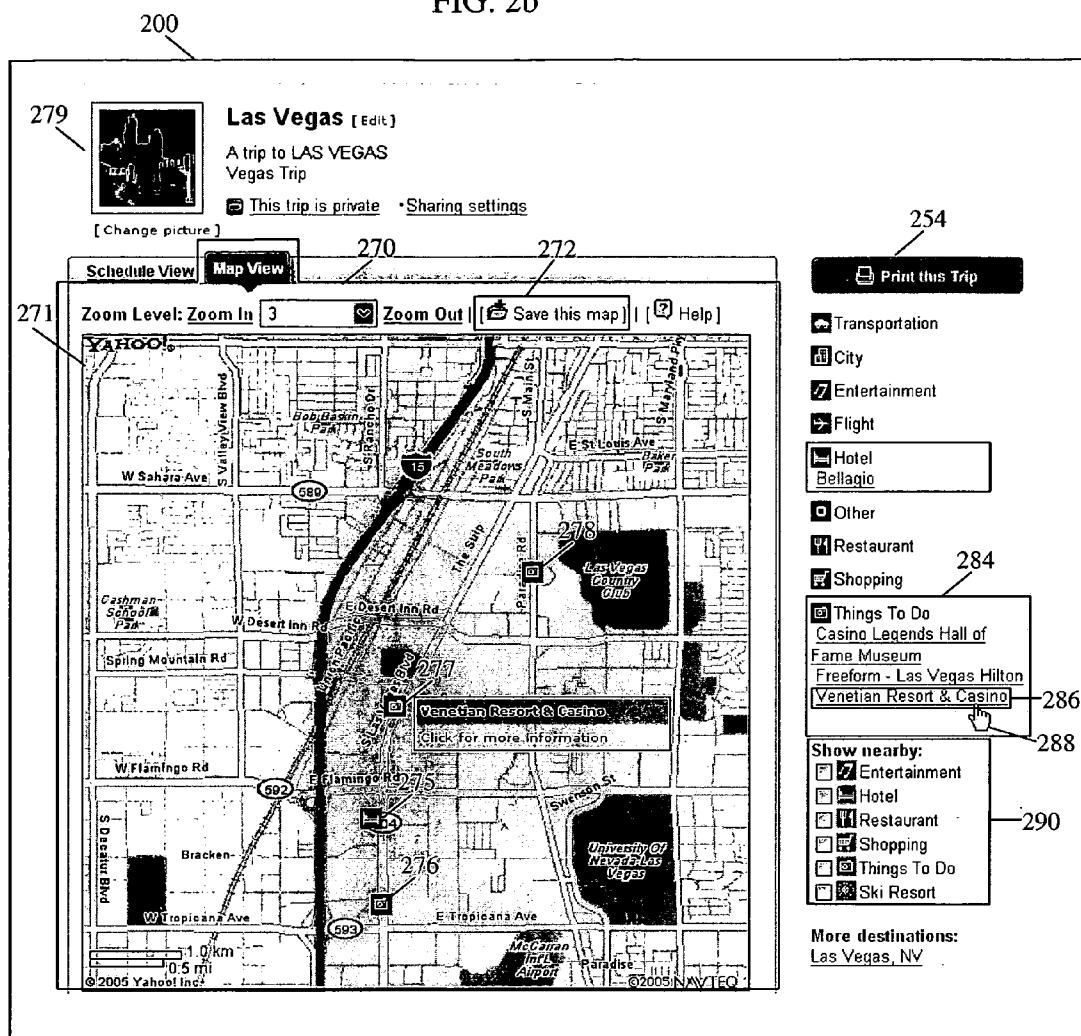 FIG. 2b
200
279
Las Vegas [Edit]
A trip to LAS VEGAS
Vegas Trip
This trip is private • Sharing settings
[Change picture]
254
270
272
Schedule View
Map View
Print this Trip
271
Zoom Level: Zoom In 3 Zoom Out | [Save this map] | [? Help]
YAHOO!
Transportation
City
Entertainment
Flight
Hotel
Bellagio
Other
Restaurant
Shopping
284
Things To Do
Casino Legends Hall of
Fame Museum
Freeform - Las Vegas Hilton
Venetian Resort & Casino
286
288
Show nearby:
Entertainment
Hotel
Restaurant
Shopping
Things To Do
Ski Resort
290
More destinations:
Las Vegas, NV
S Valley View Blvd
Bob Baskin
Park
S Rancho Dr
S Main St
S Maryland
E St Louis Ave
Baker
Park
South
Meadows
Park
15
W Sahara Ave
589
278
The Strip
Las Vegas
Country
Club
Cashman
School
Park
E Desert Inn Rd
W Desert Inn Rd
Spring Mountain Rd
277
Venetian Resort & Casino
Click for more information
W Flamingo Rd
E Flamingo Rd
592
275
Swenson St
S Decatur Blvd
Bracken
University Of
Nevada-Las
Vegas
276
W Tropicana Ave
E Tropicana Ave
593
McCarran
Int'L
Airport
Paradise
1.0 km
0.5 mi
© 2005 Yahoo! Inc
©2005 NAVTEQ